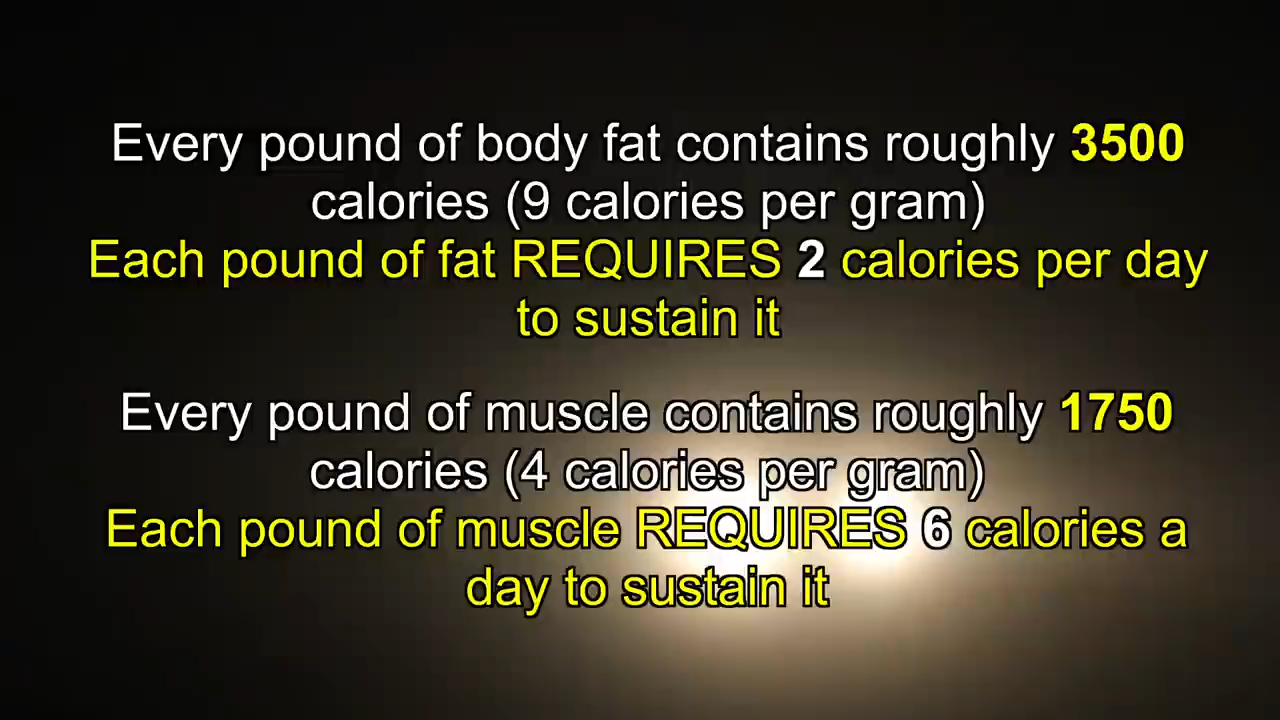 Every pound of body fat contains roughly 3500
calories (9 calories per gram)
Each pound of fat REQUIRES 2 calories per day
to sustain it
Every pound of muscle contains roughly 1750
calories (4 calories per gram)
Each pound of muscle REQUIRES 6 calories a
day to sustain it